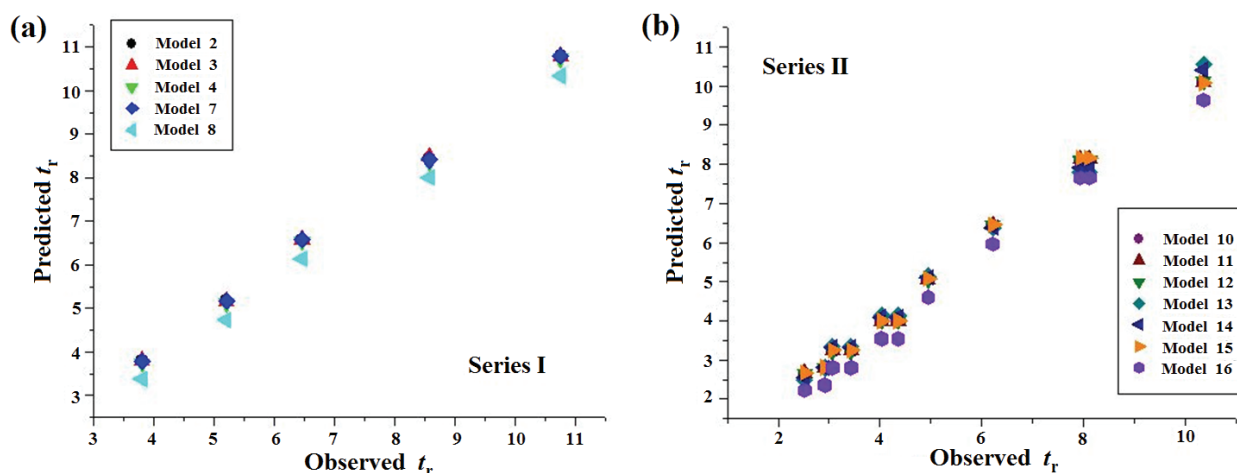 (a)
Model 2
Model 3
Model 4
Model 7
Model 8
11
10
9
8
7
6
5
4
3
Predicted tr
Series I
3 4 5 6 7 8 9 10 11
Observed tr
(b)
Series II
11
10
9
8
7
6
5
4
3
2
Predicted tr
Model 10
Model 11
Model 12
Model 13
Model 14
Model 15
Model 16
2 4 6 8 10
Observed tr